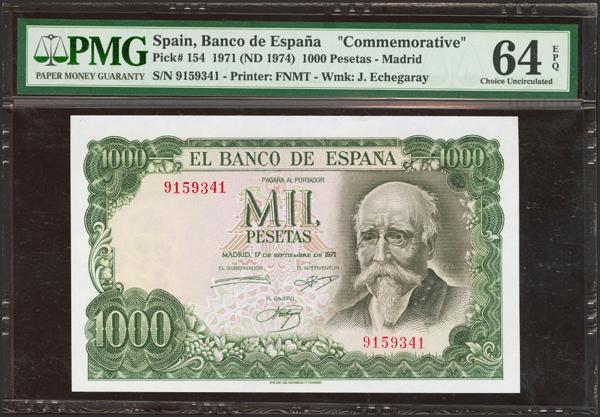 PMG
PAPER MONEY GUARANTY
Spain, Banco de España "Commemorative"
Pick# 154 1971 (ND 1974) 1000 Pesetas - Madrid
S/N 9159341 - Printer: FNMT - Wmk: J. Echegaray
64 EPQ
Choice Uncirculated
1000 EL BANCO DE ESPAÑA 1000
PAGARA AL PORTADOR
9159341
MIL
PESETAS
MADRID, 17 DE SEPTIEMBRE DE 1971
EL GOBERNADOR EL INTERVENTOR
EL CAJERO
1000
9159341